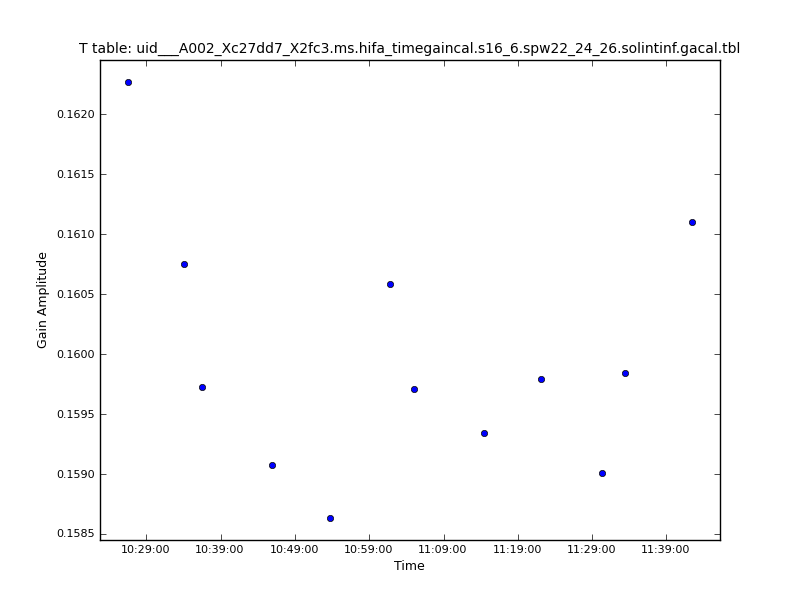 T table: uid___A002_Xc27dd7_X2fc3.ms.hifa_timegaincal.s16_6.spw22_24_26.solintinf.gacal.tbl
0.1620
0.1615
0.1610
0.1605
0.1600
0.1595
0.1590
0.1585
Gain Amplitude
10:29:00 10:39:00 10:49:00 10:59:00 11:09:00 11:19:00 11:29:00 11:39:00
Time